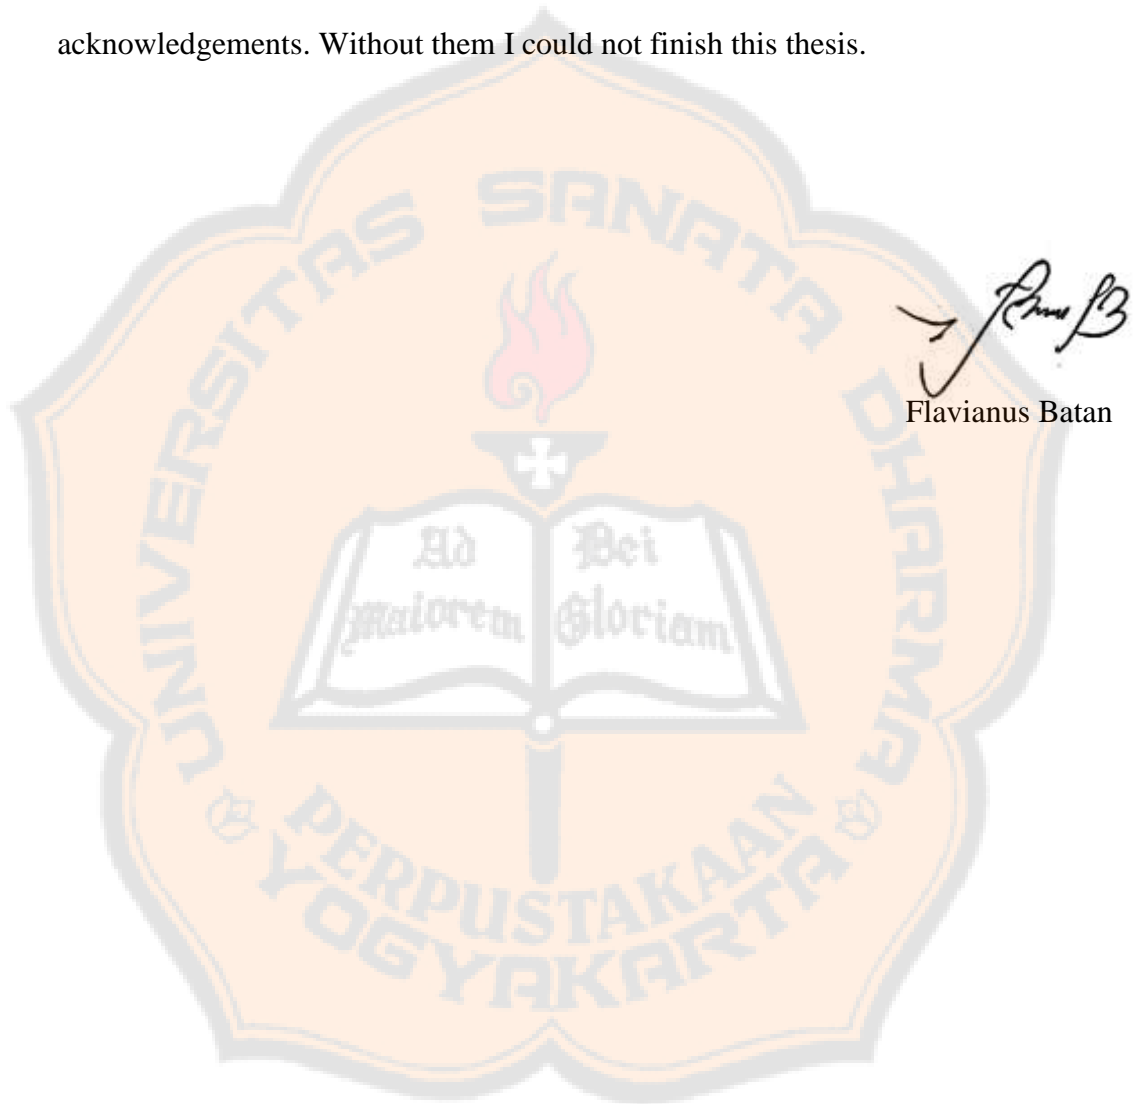 acknowledgements. Without them I could not finish this thesis.
Flavianus Batan
UNIVERSITAS SANATA DHARMA
Ad Dei
Maiorem Gloriam
PERPUSTAKAAN
YOGYAKARTA